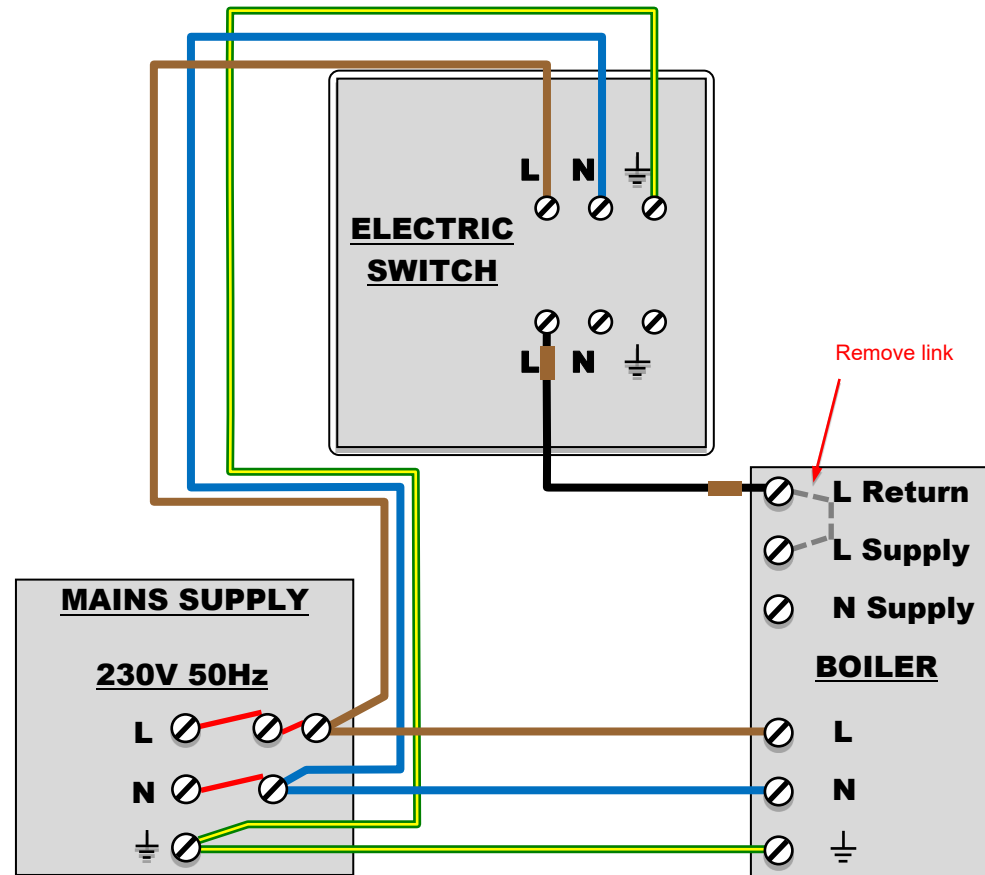 L N ⏚
ELECTRIC
SWITCH
L N ⏚
Remove link
L Return
L Supply
N Supply
BOILER
L
N
⏚
MAINS SUPPLY
230V 50Hz
L
N
⏚